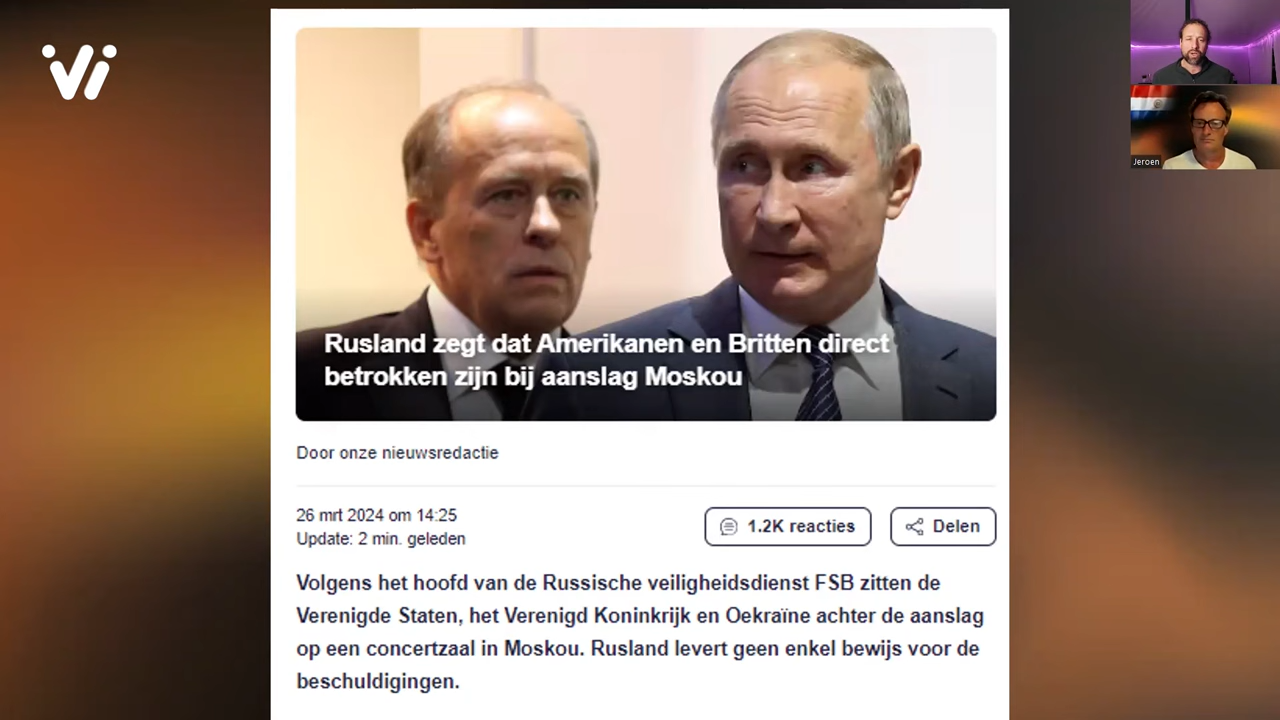 Vi
Jeroen
Rusland zegt dat Amerikanen en Britten direct
betrokken zijn bij aanslag Moskou
Door onze nieuwsredactie
26 mrt 2024 om 14:25
Update: 2 min. geleden
1.2K reacties
Delen
Volgens het hoofd van de Russische veiligheidsdienst FSB zitten de
Verenigde Staten, het Verenigd Koninkrijk en Oekraïne achter de aanslag
op een concertzaal in Moskou. Rusland levert geen enkel bewijs voor de
beschuldigingen.